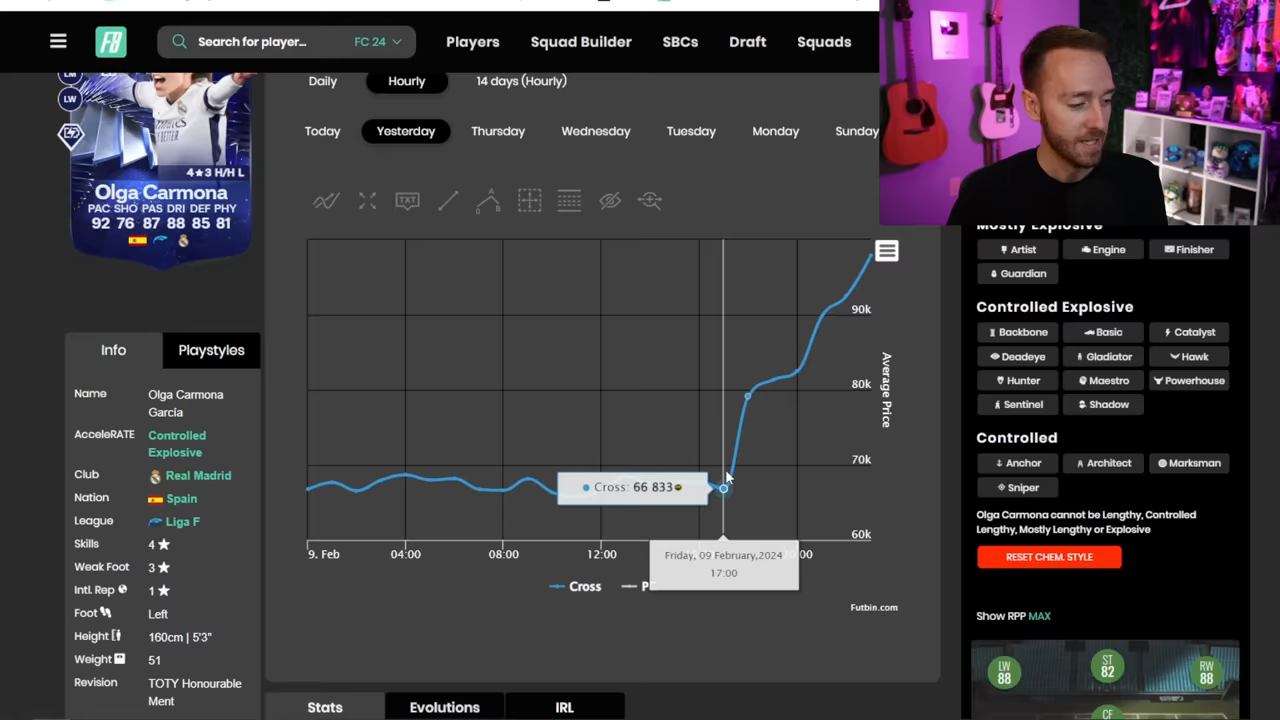 FB
Search for player...
FC 24
Players
Squad Builder
SBCs
Draft
Squads
LM
LW
4★3 H/H L
Olga Carmona
PAC SHO PAS DRI DEF PHY
92 76 87 88 85 81
Daily
Hourly
14 days (Hourly)
Today
Yesterday
Thursday
Wednesday
Tuesday
Monday
Sunday
TXT
90k
80k
70k
60k
Average Price
Cross: 66 833
9. Feb
04:00
08:00
12:00
Friday, 09 February,2024
17:00
Cross
Futbin.com
Info
Playstyles
Name
Olga Carmona
García
AcceleRATE
Controlled
Explosive
Club
Real Madrid
Nation
Spain
League
Liga F
Skills
4★
Weak Foot
3★
Intl. Rep
1★
Foot
Left
Height
160cm | 5'3"
Weight
51
Revision
TOTY Honourable
Ment
Stats
Evolutions
IRL
Mostly Explosive
Artist
Engine
Finisher
Guardian
Controlled Explosive
Backbone
Basic
Catalyst
Deadeye
Gladiator
Hawk
Hunter
Maestro
Powerhouse
Sentinel
Shadow
Controlled
Anchor
Architect
Marksman
Sniper
Olga Carmona cannot be Lengthy, Controlled
Lengthy, Mostly Lengthy or Explosive
RESET CHEM. STYLE
Show RPP MAX
LW
88
ST
82
RW
88
CF